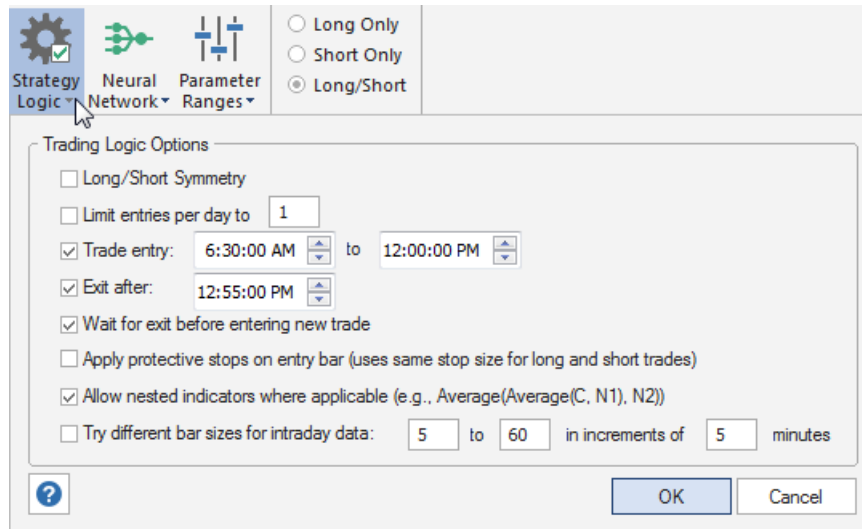 Strategy Logic
Neural Network
Parameter Ranges
Long Only
Short Only
Long/Short
Trading Logic Options
Long/Short Symmetry
Limit entries per day to 1
Trade entry: 6:30:00 AM to 12:00:00 PM
Exit after: 12:55:00 PM
Wait for exit before entering new trade
Apply protective stops on entry bar (uses same stop size for long and short trades)
Allow nested indicators where applicable (e.g., Average(Average(C, N1), N2))
Try different bar sizes for intraday data: 5 to 60 in increments of 5 minutes
? OK Cancel